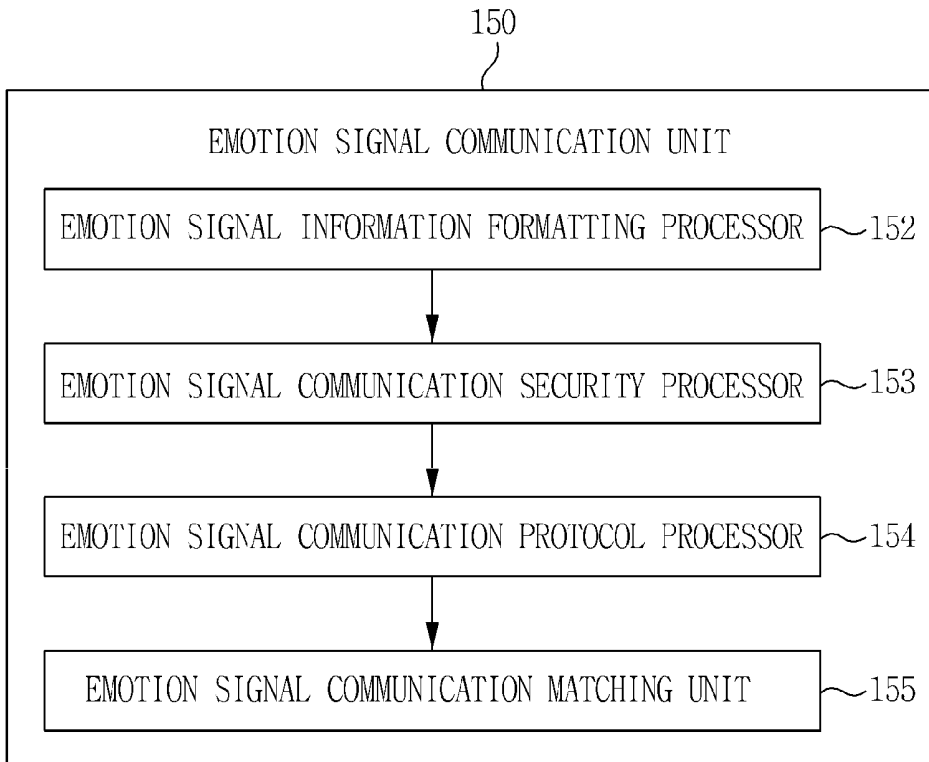 150
EMOTION SIGNAL COMMUNICATION UNIT
EMOTION SIGNAL INFORMATION FORMATTING PROCESSOR 152
EMOTION SIGNAL COMMUNICATION SECURITY PROCESSOR 153
EMOTION SIGNAL COMMUNICATION PROTOCOL PROCESSOR 154
EMOTION SIGNAL COMMUNICATION MATCHING UNIT 155